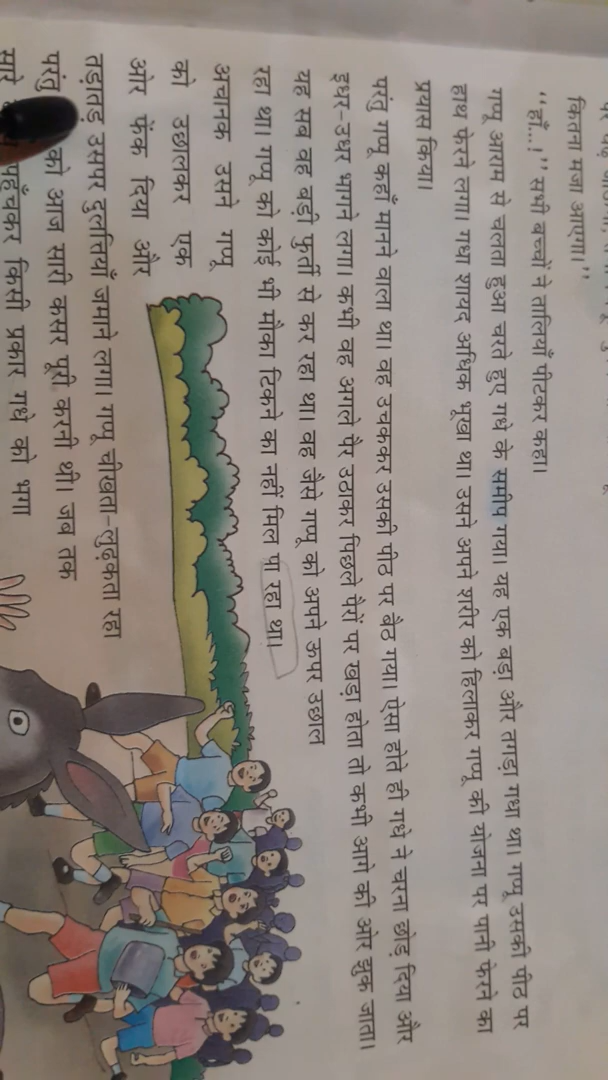 कितना मजा आएगा।"
"हाँ...!" सभी बच्चों ने तालियाँ पीटकर कहा।
गप्पू आराम से चलता हुआ चरते हुए गधे के समीप गया। यह एक बड़ा और तगड़ा गधा था। गप्पू उसकी पीठ पर
हाथ फेरने लगा। गधा शायद अधिक भूखा था। उसने अपने शरीर को हिलाकर गप्पू की योजना पर पानी फेरने का
प्रयास किया।
परंतु गप्पू कहाँ मानने वाला था। वह उचककर उसकी पीठ पर बैठ गया। ऐसा होते ही गधे ने चरना छोड़ दिया और
इधर-उधर भागने लगा। कभी वह अगले पैर उठाकर पिछले पैरों पर खड़ा होता तो कभी आगे की ओर झुक जाता।
यह सब वह बड़ी फुर्ती से कर रहा था। वह जैसे गप्पू को अपने ऊपर उछाल
रहा था। गप्पू को कोई भी मौका टिकने का नहीं मिल पा रहा था।
अचानक उसने गप्पू
को उछालकर एक
ओर फेंक दिया और
तड़ातड़ उसपर दुलत्तियाँ जमाने लगा। गप्पू चीखता-लुढ़कता रहा
परंतु को आज सारी कसर पूरी करनी थी। जब तक
सारे पहुँचकर किसी प्रकार गधे को भगा